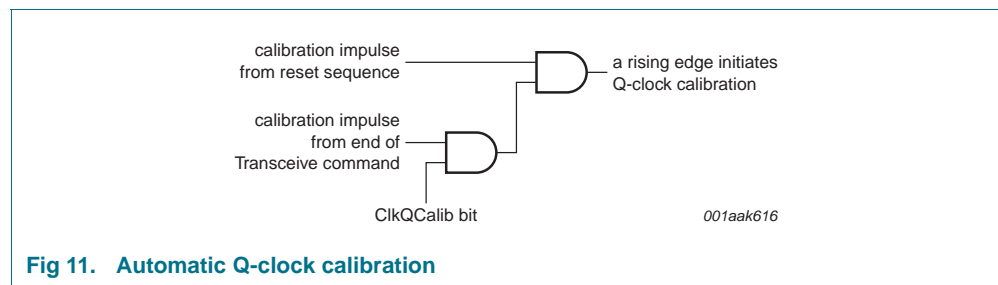 calibration impulse
from reset sequence
a rising edge initiates
Q-clock calibration
calibration impulse
from end of
Transceive command
ClkQCalib bit
001aak616
Fig 11. Automatic Q-clock calibration